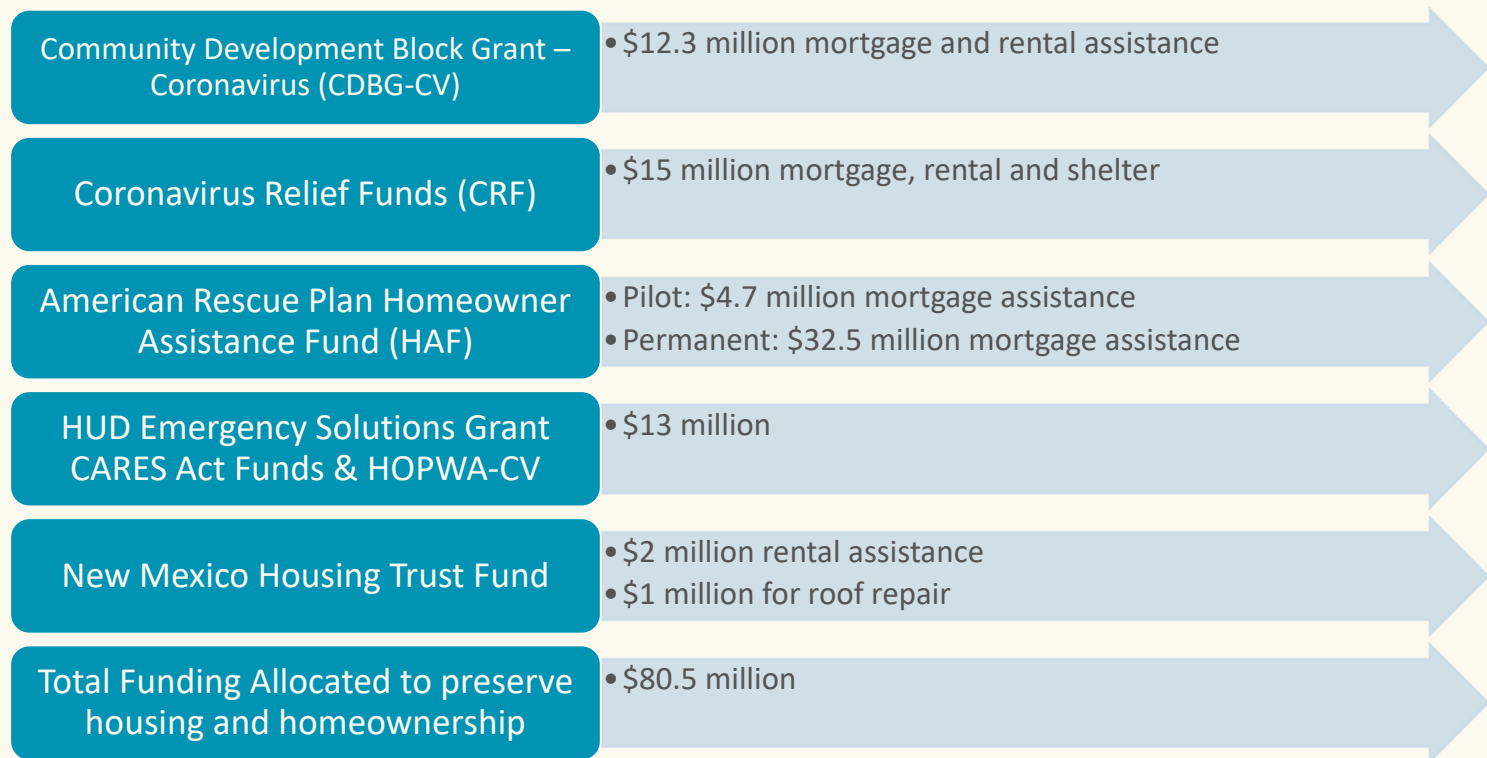 Community Development Block Grant –
Coronavirus (CDBG-CV)
• $12.3 million mortgage and rental assistance
Coronavirus Relief Funds (CRF)
• $15 million mortgage, rental and shelter
American Rescue Plan Homeowner
Assistance Fund (HAF)
• Pilot: $4.7 million mortgage assistance
• Permanent: $32.5 million mortgage assistance
HUD Emergency Solutions Grant
CARES Act Funds & HOPWA-CV
• $13 million
New Mexico Housing Trust Fund
• $2 million rental assistance
• $1 million for roof repair
Total Funding Allocated to preserve
housing and homeownership
• $80.5 million